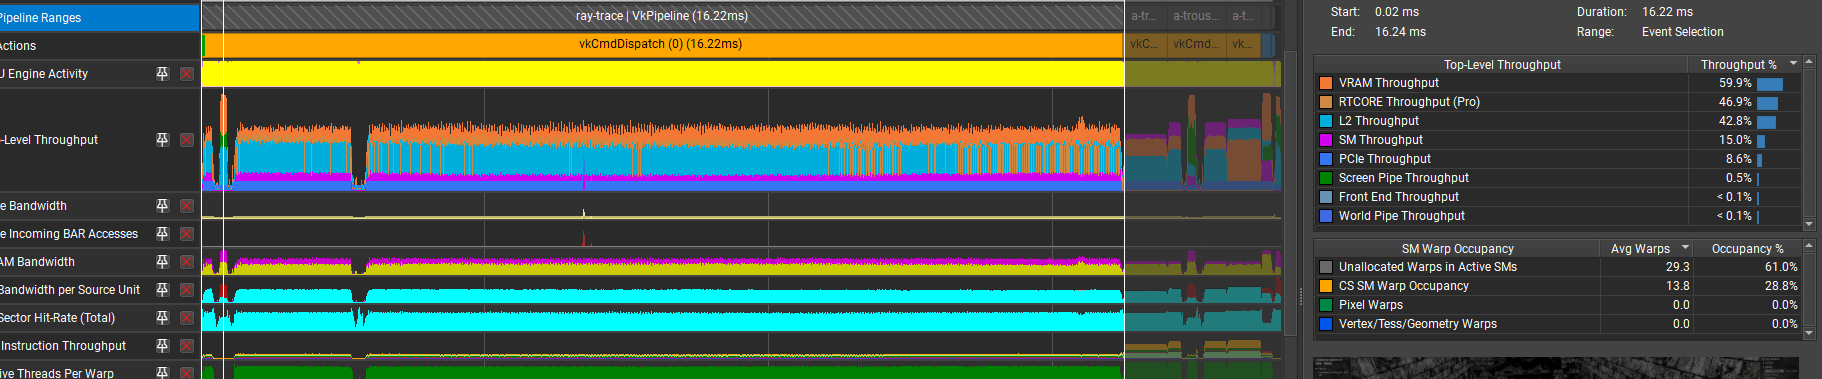 Pipeline Ranges
ray-trace | VkPipeline (16.22ms)
a-tr...
a-trous...
a-t...
Actions
vkCmdDispatch (0) (16.22ms)
vkC...
vkCmd...
vk...
U Engine Activity
-Level Throughput
e Bandwidth
e Incoming BAR Accesses
AM Bandwidth
Bandwidth per Source Unit
Sector Hit-Rate (Total)
Instruction Throughput
ive Threads Per Warp
Start: 0.02 ms Duration: 16.22 ms
End: 16.24 ms Range: Event Selection
Top-Level Throughput Throughput %
VRAM Throughput 59.9%
RTCORE Throughput (Pro) 46.9%
L2 Throughput 42.8%
SM Throughput 15.0%
PCIe Throughput 8.6%
Screen Pipe Throughput 0.5%
Front End Throughput < 0.1%
World Pipe Throughput < 0.1%
SM Warp Occupancy Avg Warps Occupancy %
Unallocated Warps in Active SMs 29.3 61.0%
CS SM Warp Occupancy 13.8 28.8%
Pixel Warps 0.0 0.0%
Vertex/Tess/Geometry Warps 0.0 0.0%